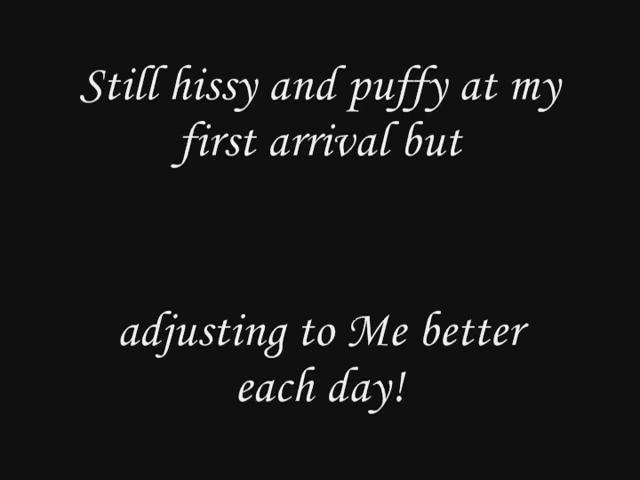 Still hissy and puffy at my
first arrival but
adjusting to Me better
each day!